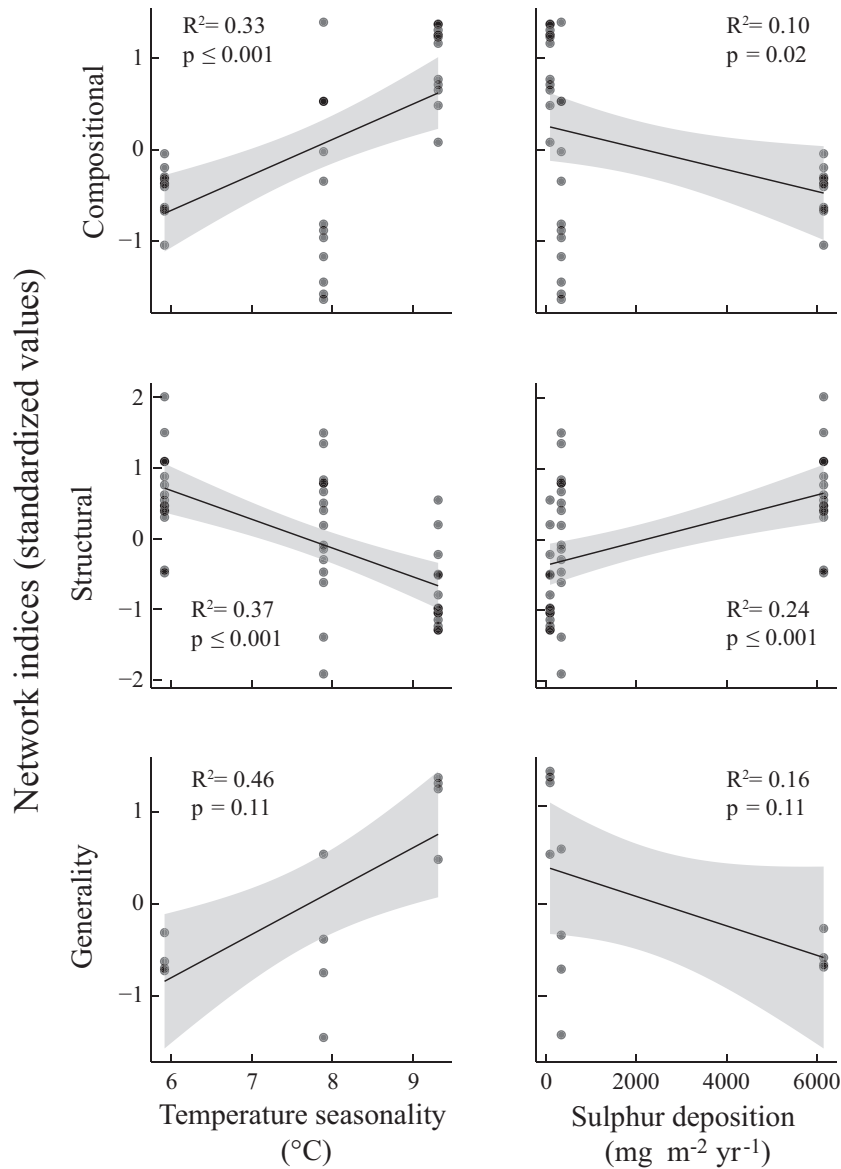 Network indices (standardized values)
Compositional
1
0
−1
R²= 0.33
p ≤ 0.001
R²= 0.10
p = 0.02
Structural
2
1
0
−1
−2
R²= 0.37
p ≤ 0.001
R²= 0.24
p ≤ 0.001
Generality
1
0
−1
R²= 0.46
p = 0.11
R²= 0.16
p = 0.11
6 7 8 9
0 2000 4000 6000
Temperature seasonality
(°C)
Sulphur deposition
(mg m⁻² yr⁻¹)